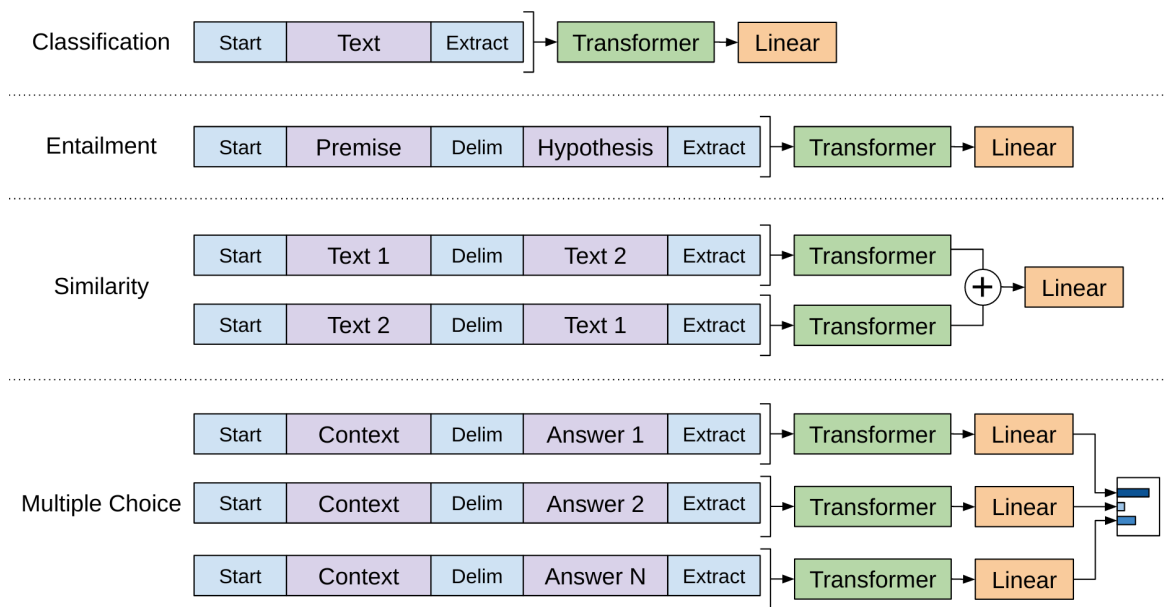 Classification Start Text Extract Transformer Linear
Entailment Start Premise Delim Hypothesis Extract Transformer Linear
Similarity
Start Text 1 Delim Text 2 Extract Transformer
+ Linear
Start Text 2 Delim Text 1 Extract Transformer
Multiple Choice
Start Context Delim Answer 1 Extract Transformer Linear
Start Context Delim Answer 2 Extract Transformer Linear
Start Context Delim Answer N Extract Transformer Linear